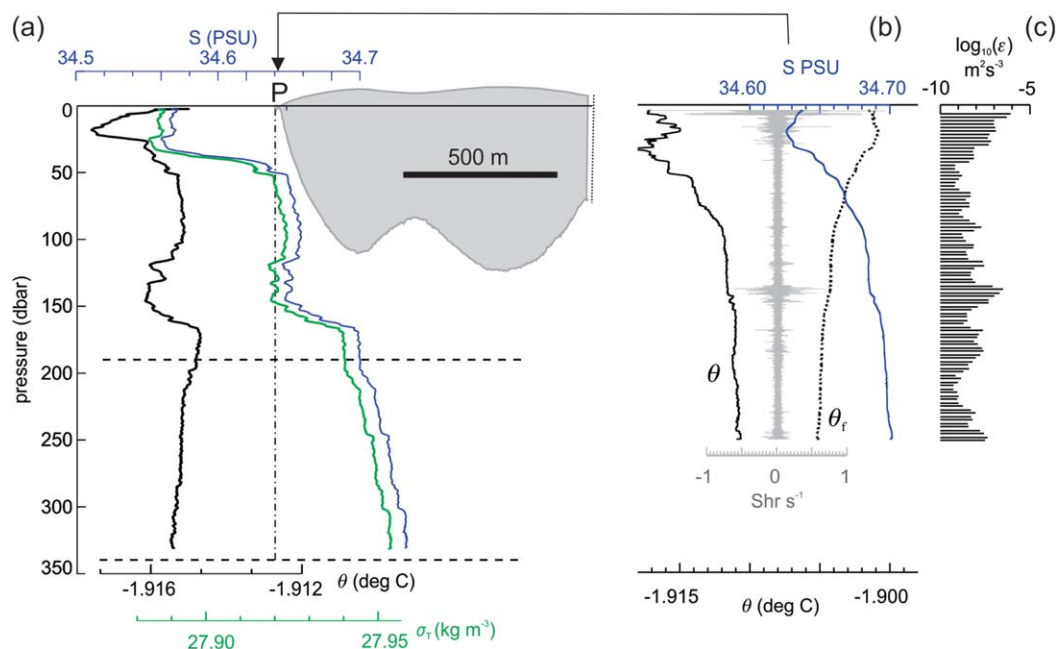 (a)
S (PSU)
34.5 34.6 34.7
P
0
50
100
150
200
250
300
350
pressure (dbar)
500 m
-1.916 -1.912 θ (deg C)
27.90 27.95 σT (kg m-3)
(b)
S PSU
34.60 34.70
θ
θf
-1 0 1
Shr s-1
-1.915 θ (deg C) -1.900
(c)
log10(ε)
m2s-3
-10 -5